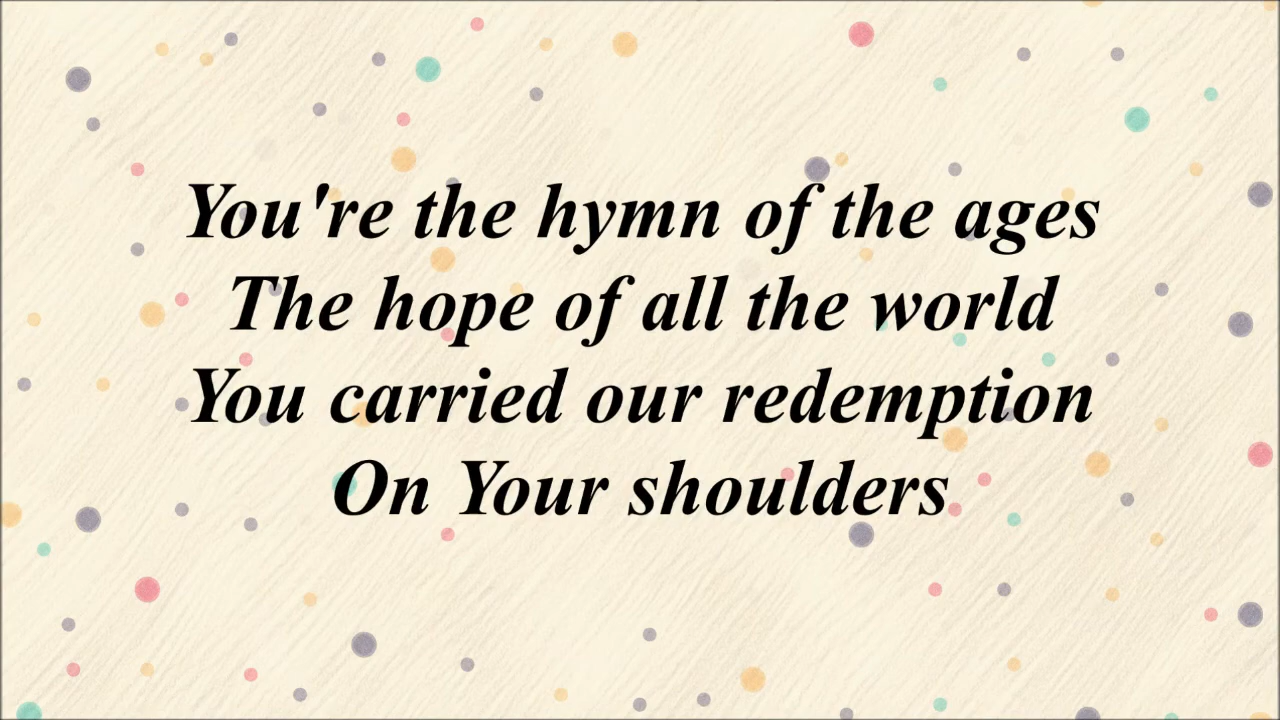 You're the hymn of the ages
The hope of all the world
You carried our redemption
On Your shoulders